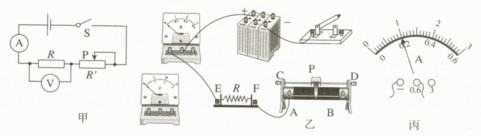 S
A
R
P
R'
V
甲
+
−
A
V
E
R
F
C
P
D
A
B
乙
0 1 2 3
0 0.2 0.4 0.6
A
− 0.6 3
丙